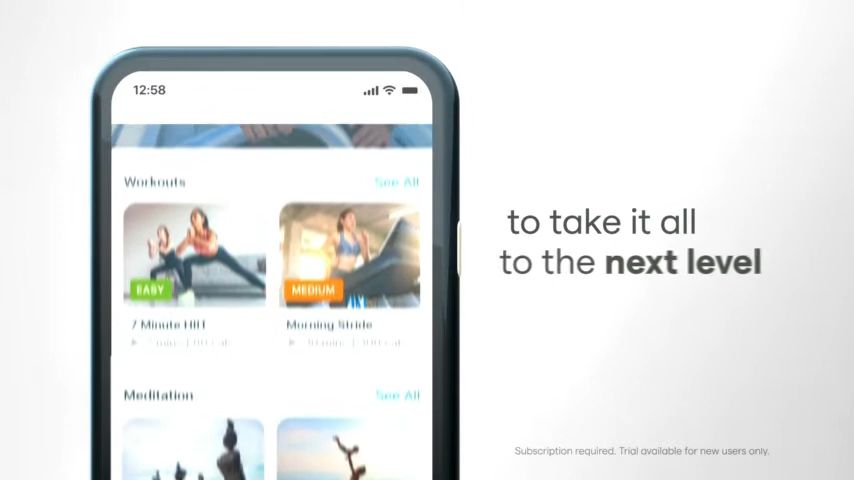 12:58
Workouts
See All
EASY
MEDIUM
7 Minute HIIT
Morning Stride
Meditation
See All
to take it all
to the next level
Subscription required. Trial available for new users only.